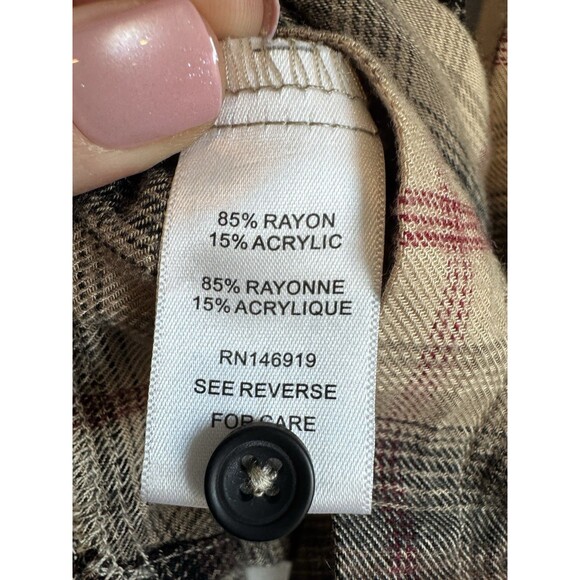 85% RAYON
15% ACRYLIC
85% RAYONNE
15% ACRYLIQUE
RN146919
SEE REVERSE
FOR CARE